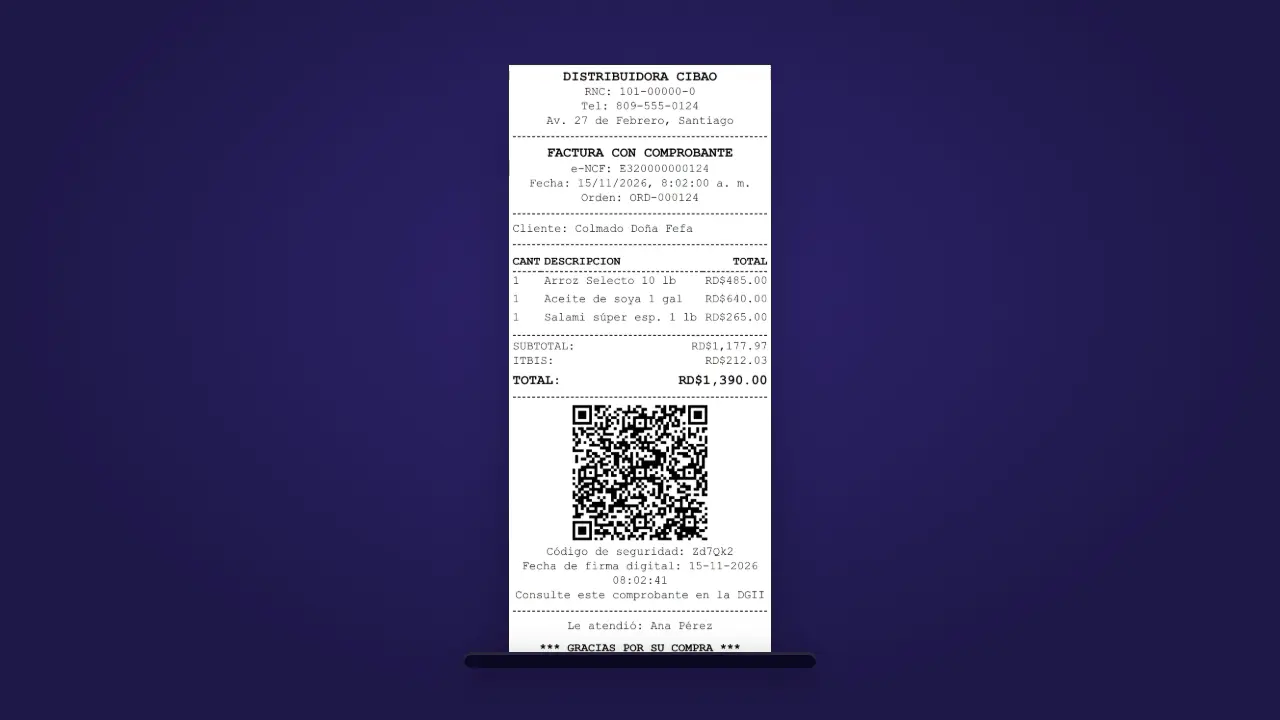 DISTRIBUIDORA CIBAO
RNC: 101-00000-0
Tel: 809-555-0124
Av. 27 de Febrero, Santiago
FACTURA CON COMPROBANTE
e-NCF: E320000000124
Fecha: 15/11/2026, 8:02:00 a. m.
Orden: ORD-000124
Cliente: Colmado Doña Fefa
CANT DESCRIPCION TOTAL
1 Arroz Selecto 10 lb RD$485.00
1 Aceite de soya 1 gal RD$640.00
1 Salami súper esp. 1 lb RD$265.00
SUBTOTAL: RD$1,177.97
ITBIS: RD$212.03
TOTAL: RD$1,390.00
Código de seguridad: Zd7Qk2
Fecha de firma digital: 15-11-2026
08:02:41
Consulte este comprobante en la DGII
Le atendió: Ana Pérez
*** GRACIAS POR SU COMPRA ***